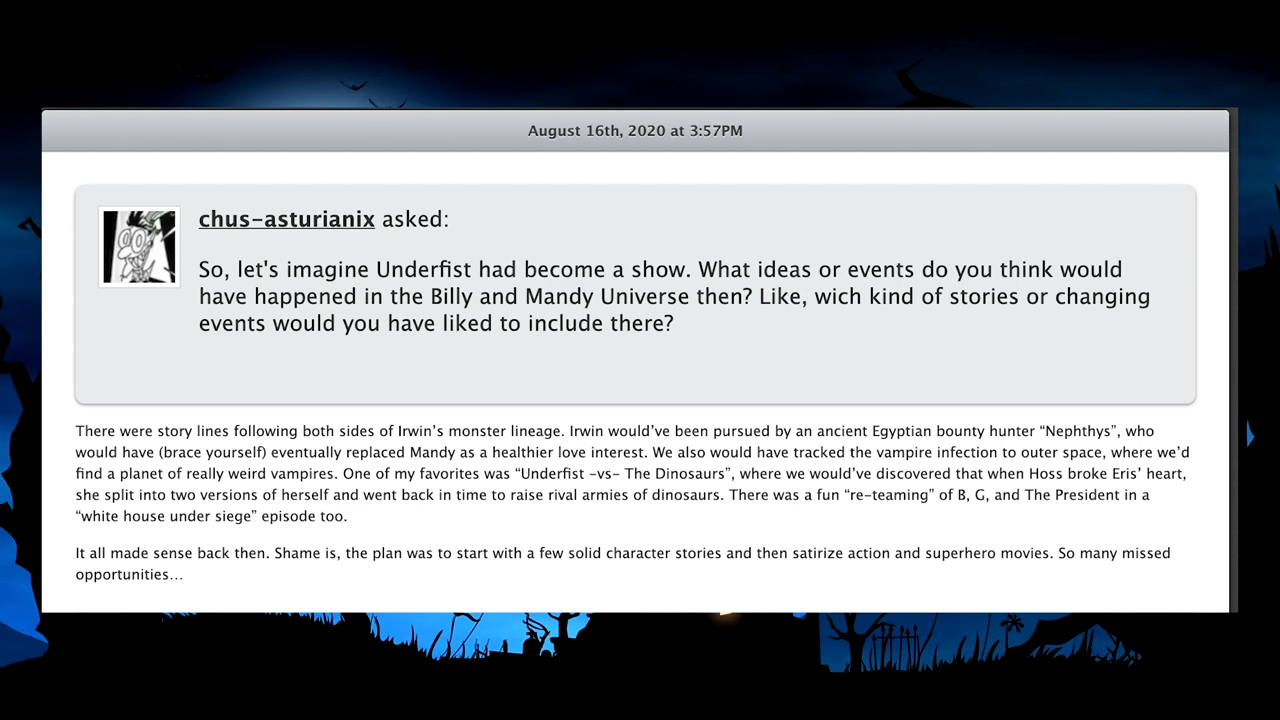 August 16th, 2020 at 3:57PM
chus-asturianix asked:
So, let's imagine Underfist had become a show. What ideas or events do you think would
have happened in the Billy and Mandy Universe then? Like, wich kind of stories or changing
events would you have liked to include there?
There were story lines following both sides of Irwin’s monster lineage. Irwin would’ve been pursued by an ancient Egyptian bounty hunter “Nephthys”, who
would have (brace yourself) eventually replaced Mandy as a healthier love interest. We also would have tracked the vampire infection to outer space, where we’d
find a planet of really weird vampires. One of my favorites was “Underfist -vs- The Dinosaurs”, where we would’ve discovered that when Hoss broke Eris’ heart,
she split into two versions of herself and went back in time to raise rival armies of dinosaurs. There was a fun “re-teaming” of B, G, and The President in a
“white house under siege” episode too.
It all made sense back then. Shame is, the plan was to start with a few solid character stories and then satirize action and superhero movies. So many missed
opportunities…